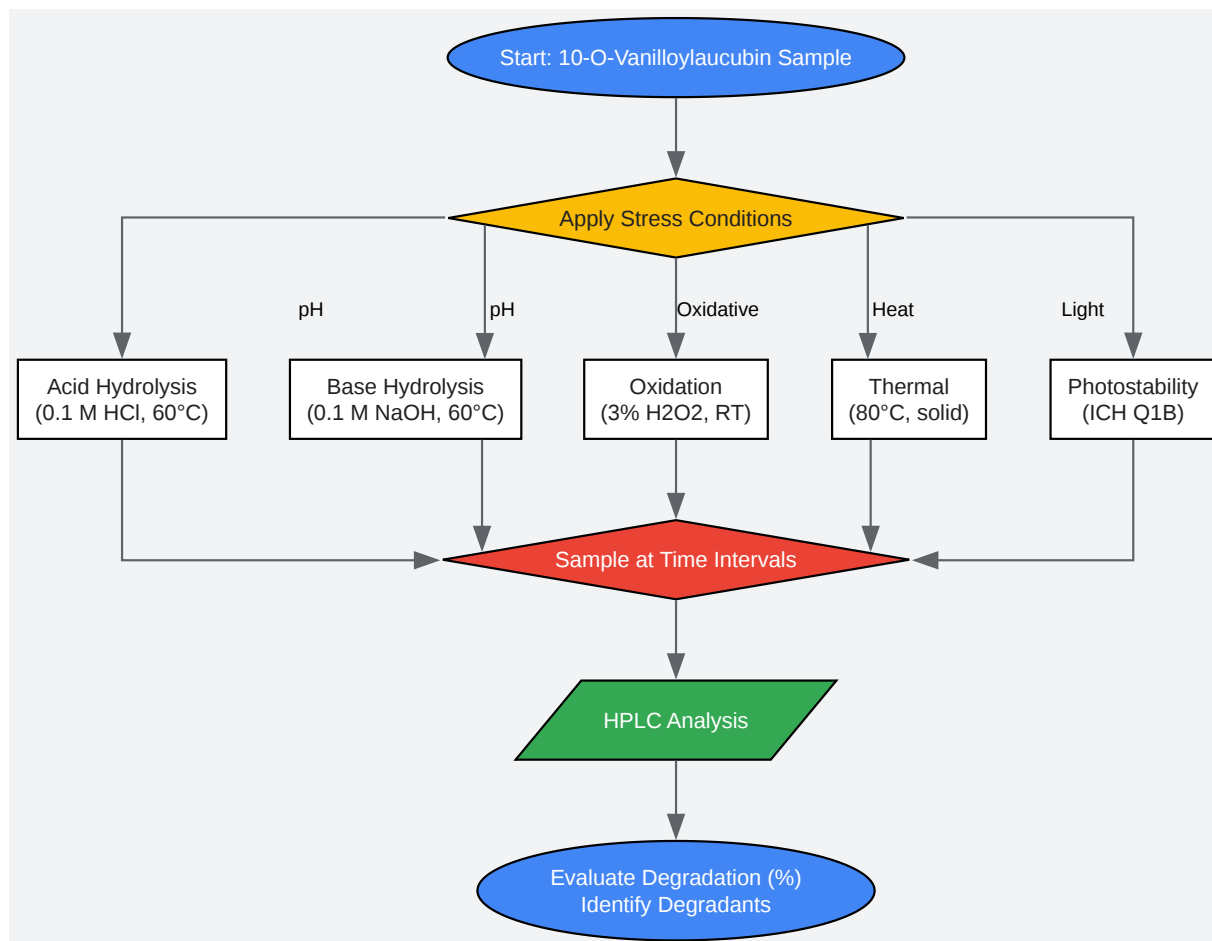 Start: 10-O-Vanilloylaucubin Sample
Apply Stress Conditions
pH
pH
Oxidative
Heat
Light
Acid Hydrolysis
(0.1 M HCl, 60°C)
Base Hydrolysis
(0.1 M NaOH, 60°C)
Oxidation
(3% H2O2, RT)
Thermal
(80°C, solid)
Photostability
(ICH Q1B)
Sample at Time Intervals
HPLC Analysis
Evaluate Degradation (%)
Identify Degradants